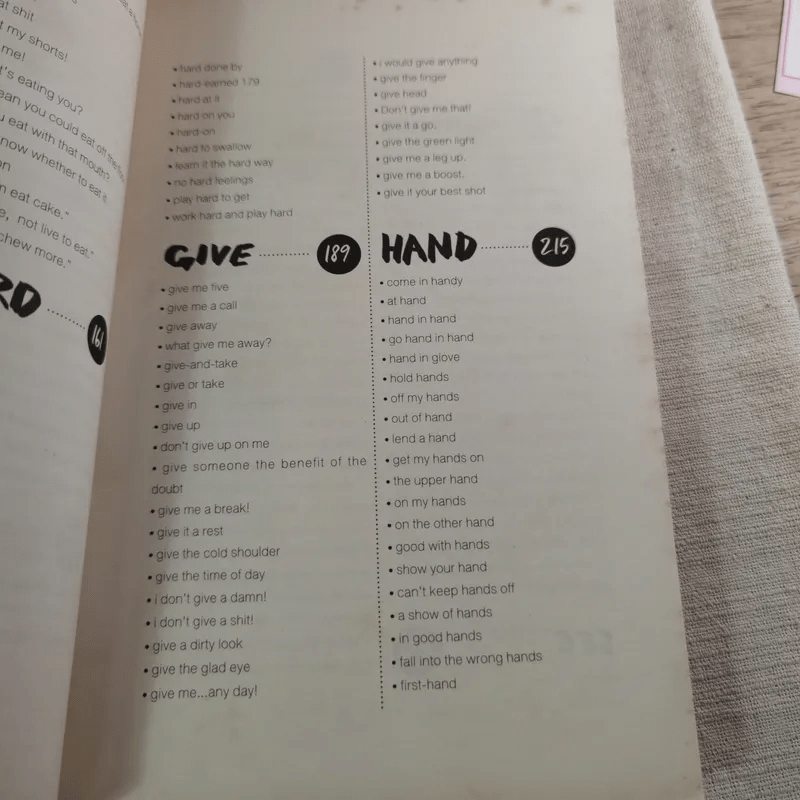 at shit
t my shorts!
me!
t's eating you?
ean you could eat off the
u eat with that mouth?
now whether to eat it
on
n eat cake."
e, not live to eat."
chew more."
RD
161
• hard done by
• hard-earned 179
• hard at it
• hard on you
• hard-on
• hard to swallow
• learn it the hard way
• no hard feelings
• play hard to get
• work hard and play hard
GIVE 189
• give me five
• give me a call
• give away
• what give me away?
• give-and-take
• give or take
• give in
• give up
• don't give up on me
• give someone the benefit of the
doubt
• give me a break!
• give it a rest
• give the cold shoulder
• give the time of day
• i don't give a damn!
• i don't give a shit!
• give a dirty look
• give the glad eye
• give me...any day!
• i would give anything
• give the finger
• give head
• Don't give me that!
• give it a go.
• give the green light
• give me a leg up.
• give me a boost.
• give it your best shot
HAND 215
• come in handy
• at hand
• hand in hand
• go hand in hand
• hand in glove
• hold hands
• off my hands
• out of hand
• lend a hand
• get my hands on
• the upper hand
• on my hands
• on the other hand
• good with hands
• show your hand
• can't keep hands off
• a show of hands
• in good hands
• fall into the wrong hands
• first-hand